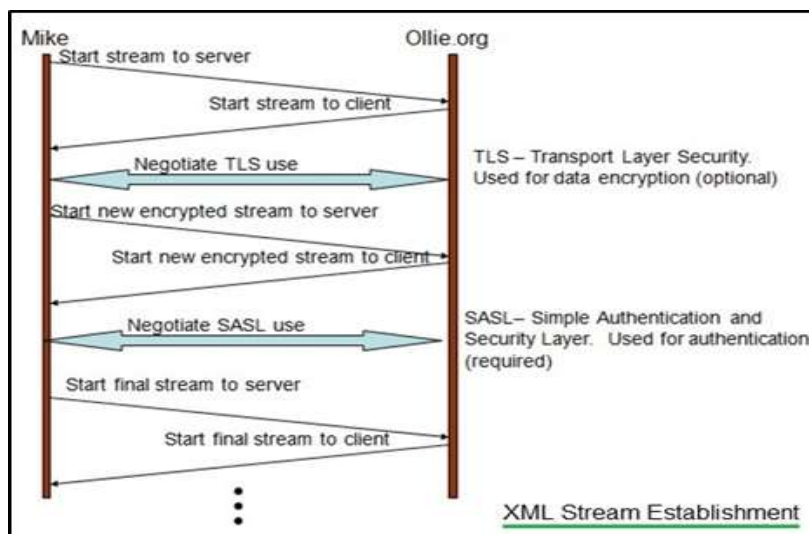 Mike
Ollie.org
Start stream to server
Start stream to client
Negotiate TLS use
TLS – Transport Layer Security.
Used for data encryption (optional)
Start new encrypted stream to server
Start new encrypted stream to client
Negotiate SASL use
SASL– Simple Authentication and
Security Layer. Used for authentication
(required)
Start final stream to server
Start final stream to client
XML Stream Establishment